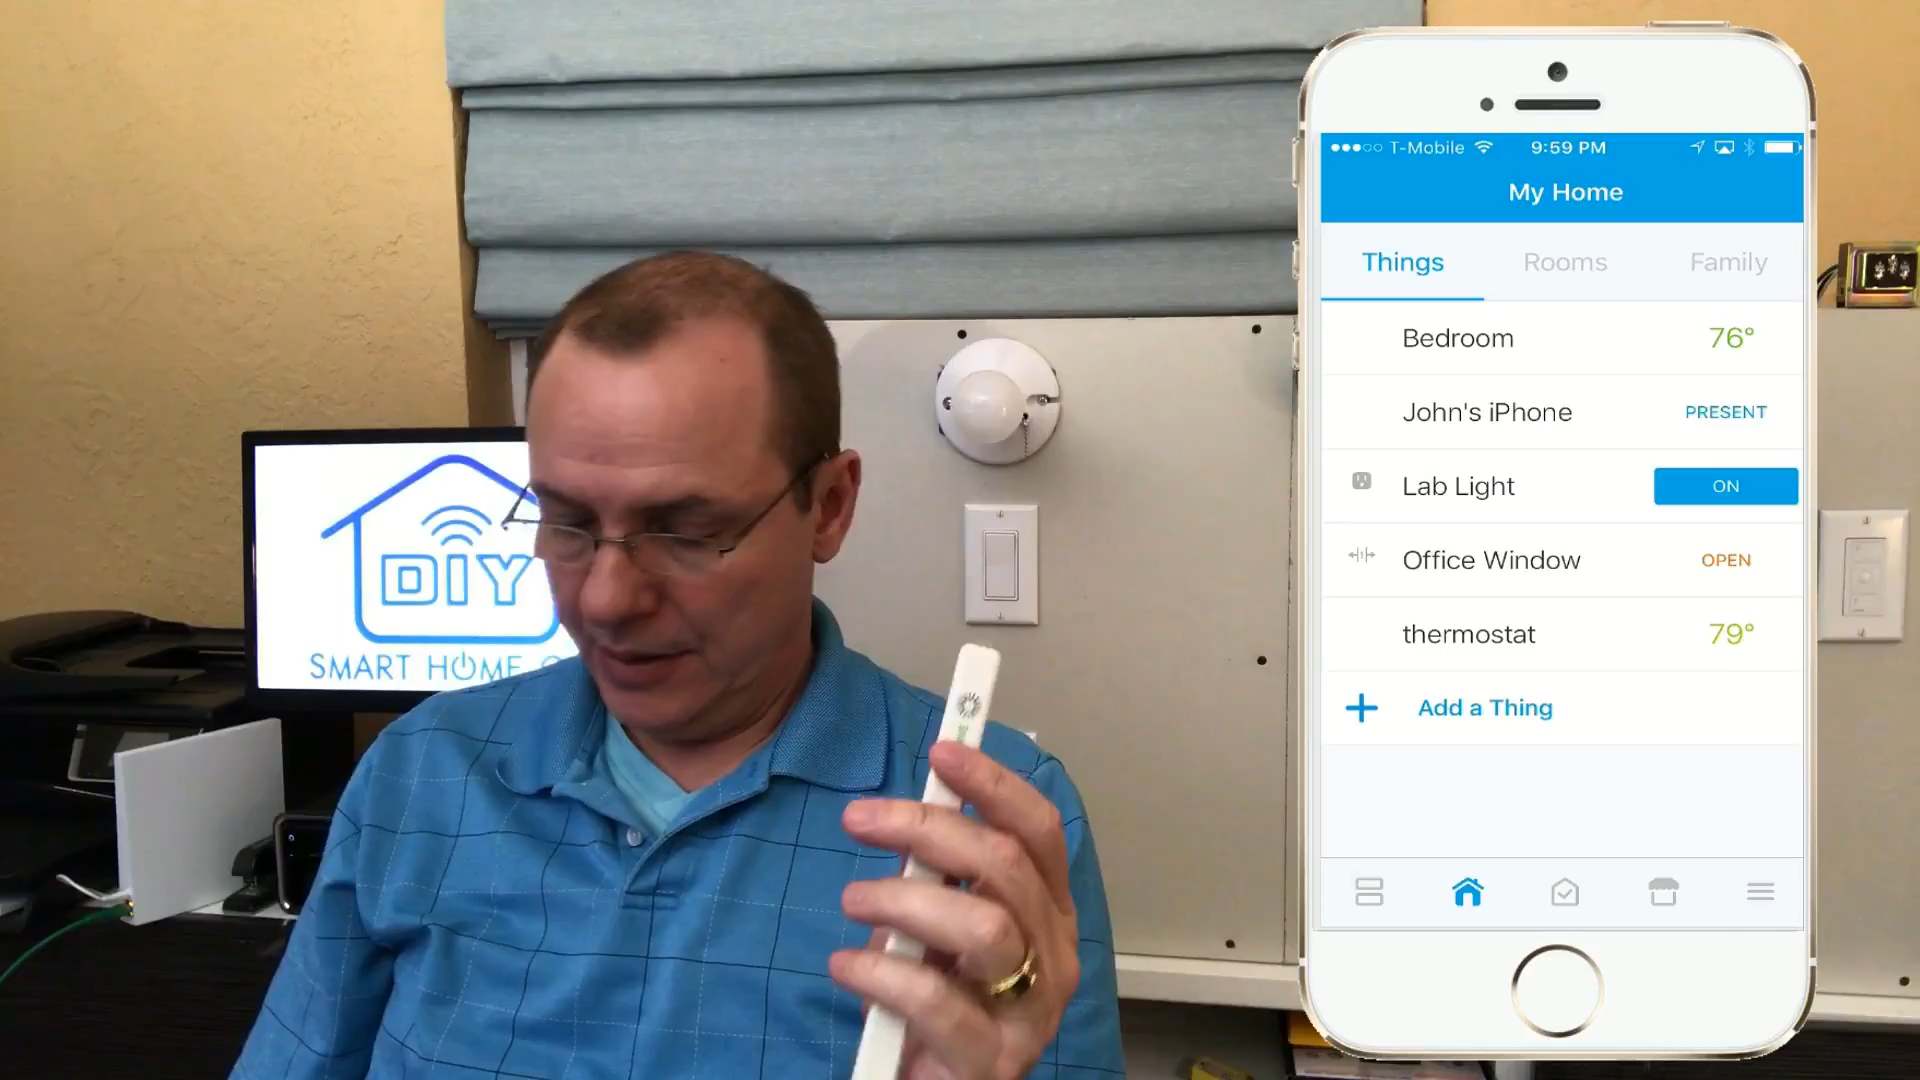 T-Mobile 9:59 PM
My Home
Things Rooms Family
Bedroom 76°
John's iPhone PRESENT
Lab Light ON
Office Window OPEN
thermostat 79°
+ Add a Thing
DIY
SMART HOME